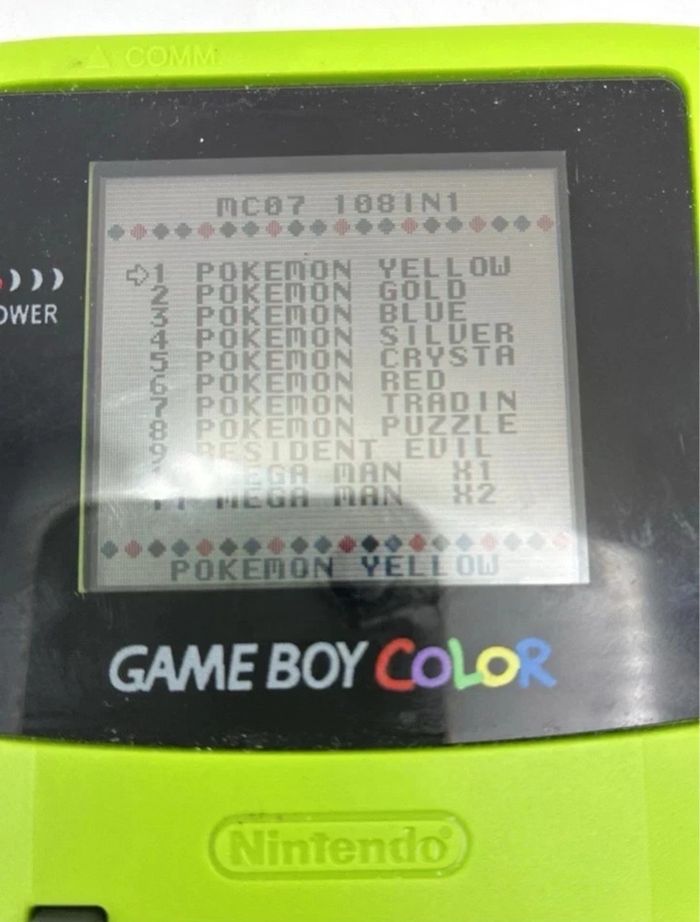 COMM.
MC07 108IN1
1 POKEMON YELLOW
2 POKEMON GOLD
3 POKEMON BLUE
4 POKEMON SILVER
5 POKEMON CRYSTA
6 POKEMON RED
7 POKEMON TRADIN
8 POKEMON PUZZLE
9 RESIDENT EVIL
MEGA MAN X1
11 MEGA MAN X2
POKEMON YELLOW
OWER
GAME BOY COLOR
Nintendo®